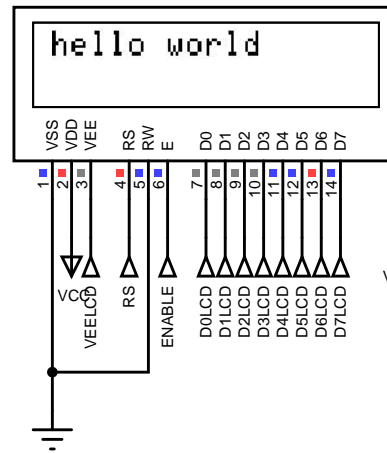 hello world
VSS VDD VEE RS RW E D0 D1 D2 D3 D4 D5 D6 D7
1 2 3 4 5 6 7 8 9 10 11 12 13 14
VCC VEELCD RS ENABLE D0LCD D1LCD D2LCD D3LCD D4LCD D5LCD D6LCD D7LCD